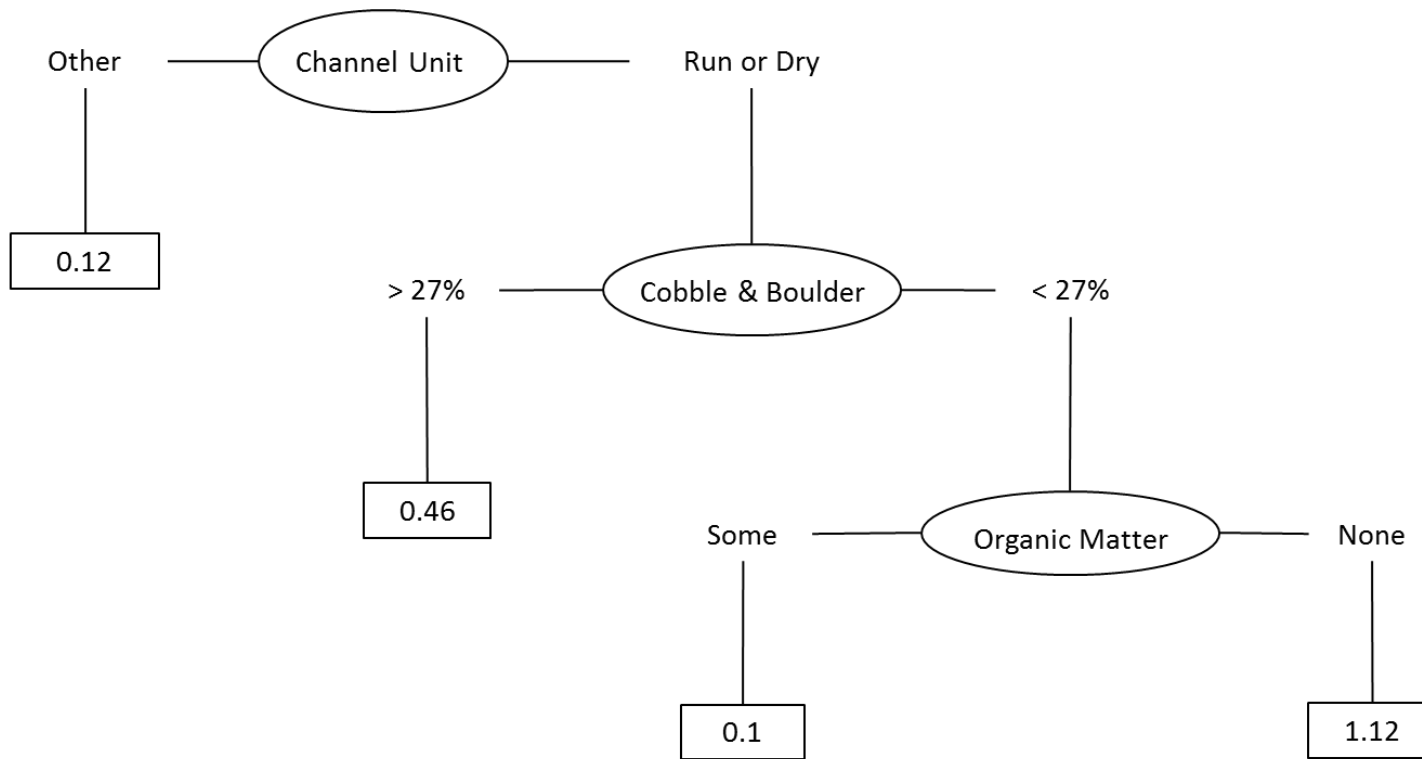 Other
Channel Unit
Run or Dry
0.12
> 27%
Cobble & Boulder
< 27%
0.46
Some
Organic Matter
None
0.1
1.12